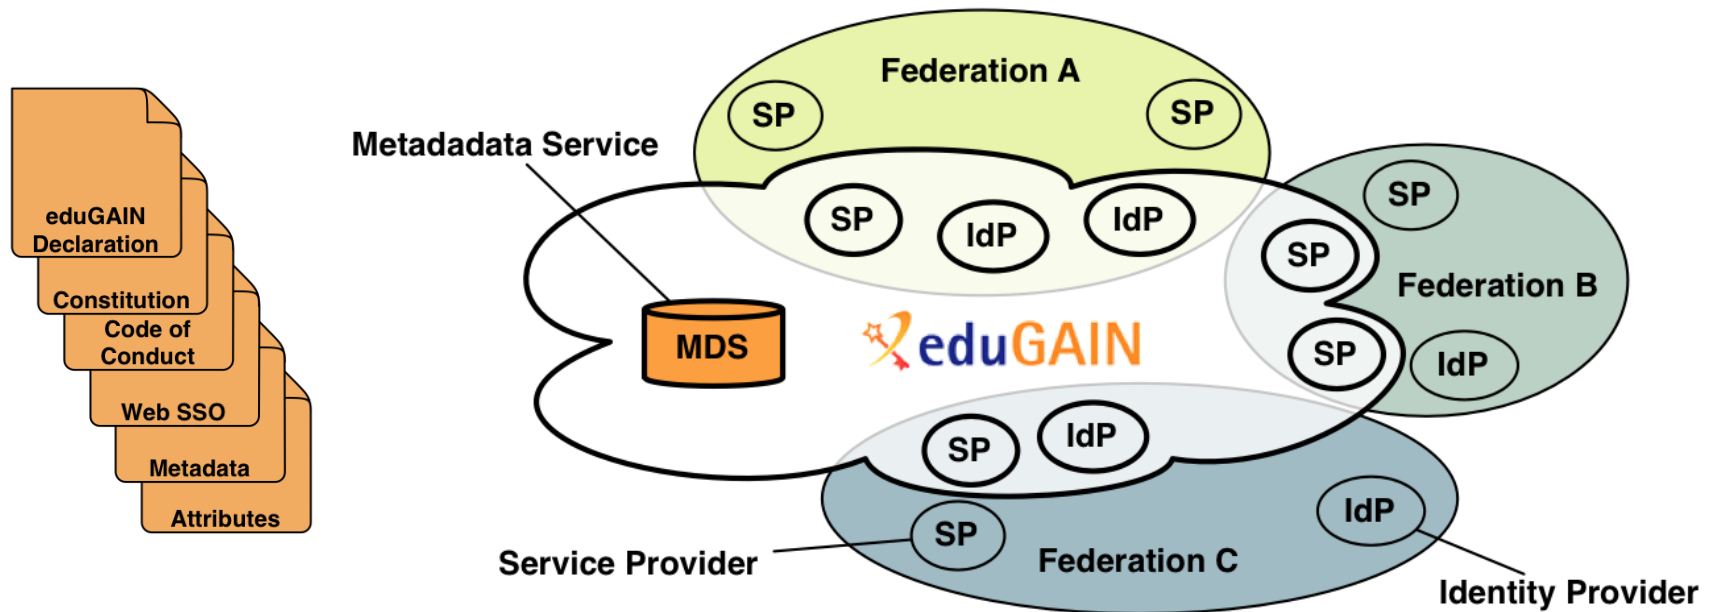 eduGAIN
Declaration
Constitution
Code of
Conduct
Web SSO
Metadata
Attributes
Metadadata Service
MDS
eduGAIN
Federation A
SP
SP
SP
IdP
IdP
Federation B
SP
SP
SP
IdP
SP
IdP
SP
IdP
Federation C
Service Provider
Identity Provider